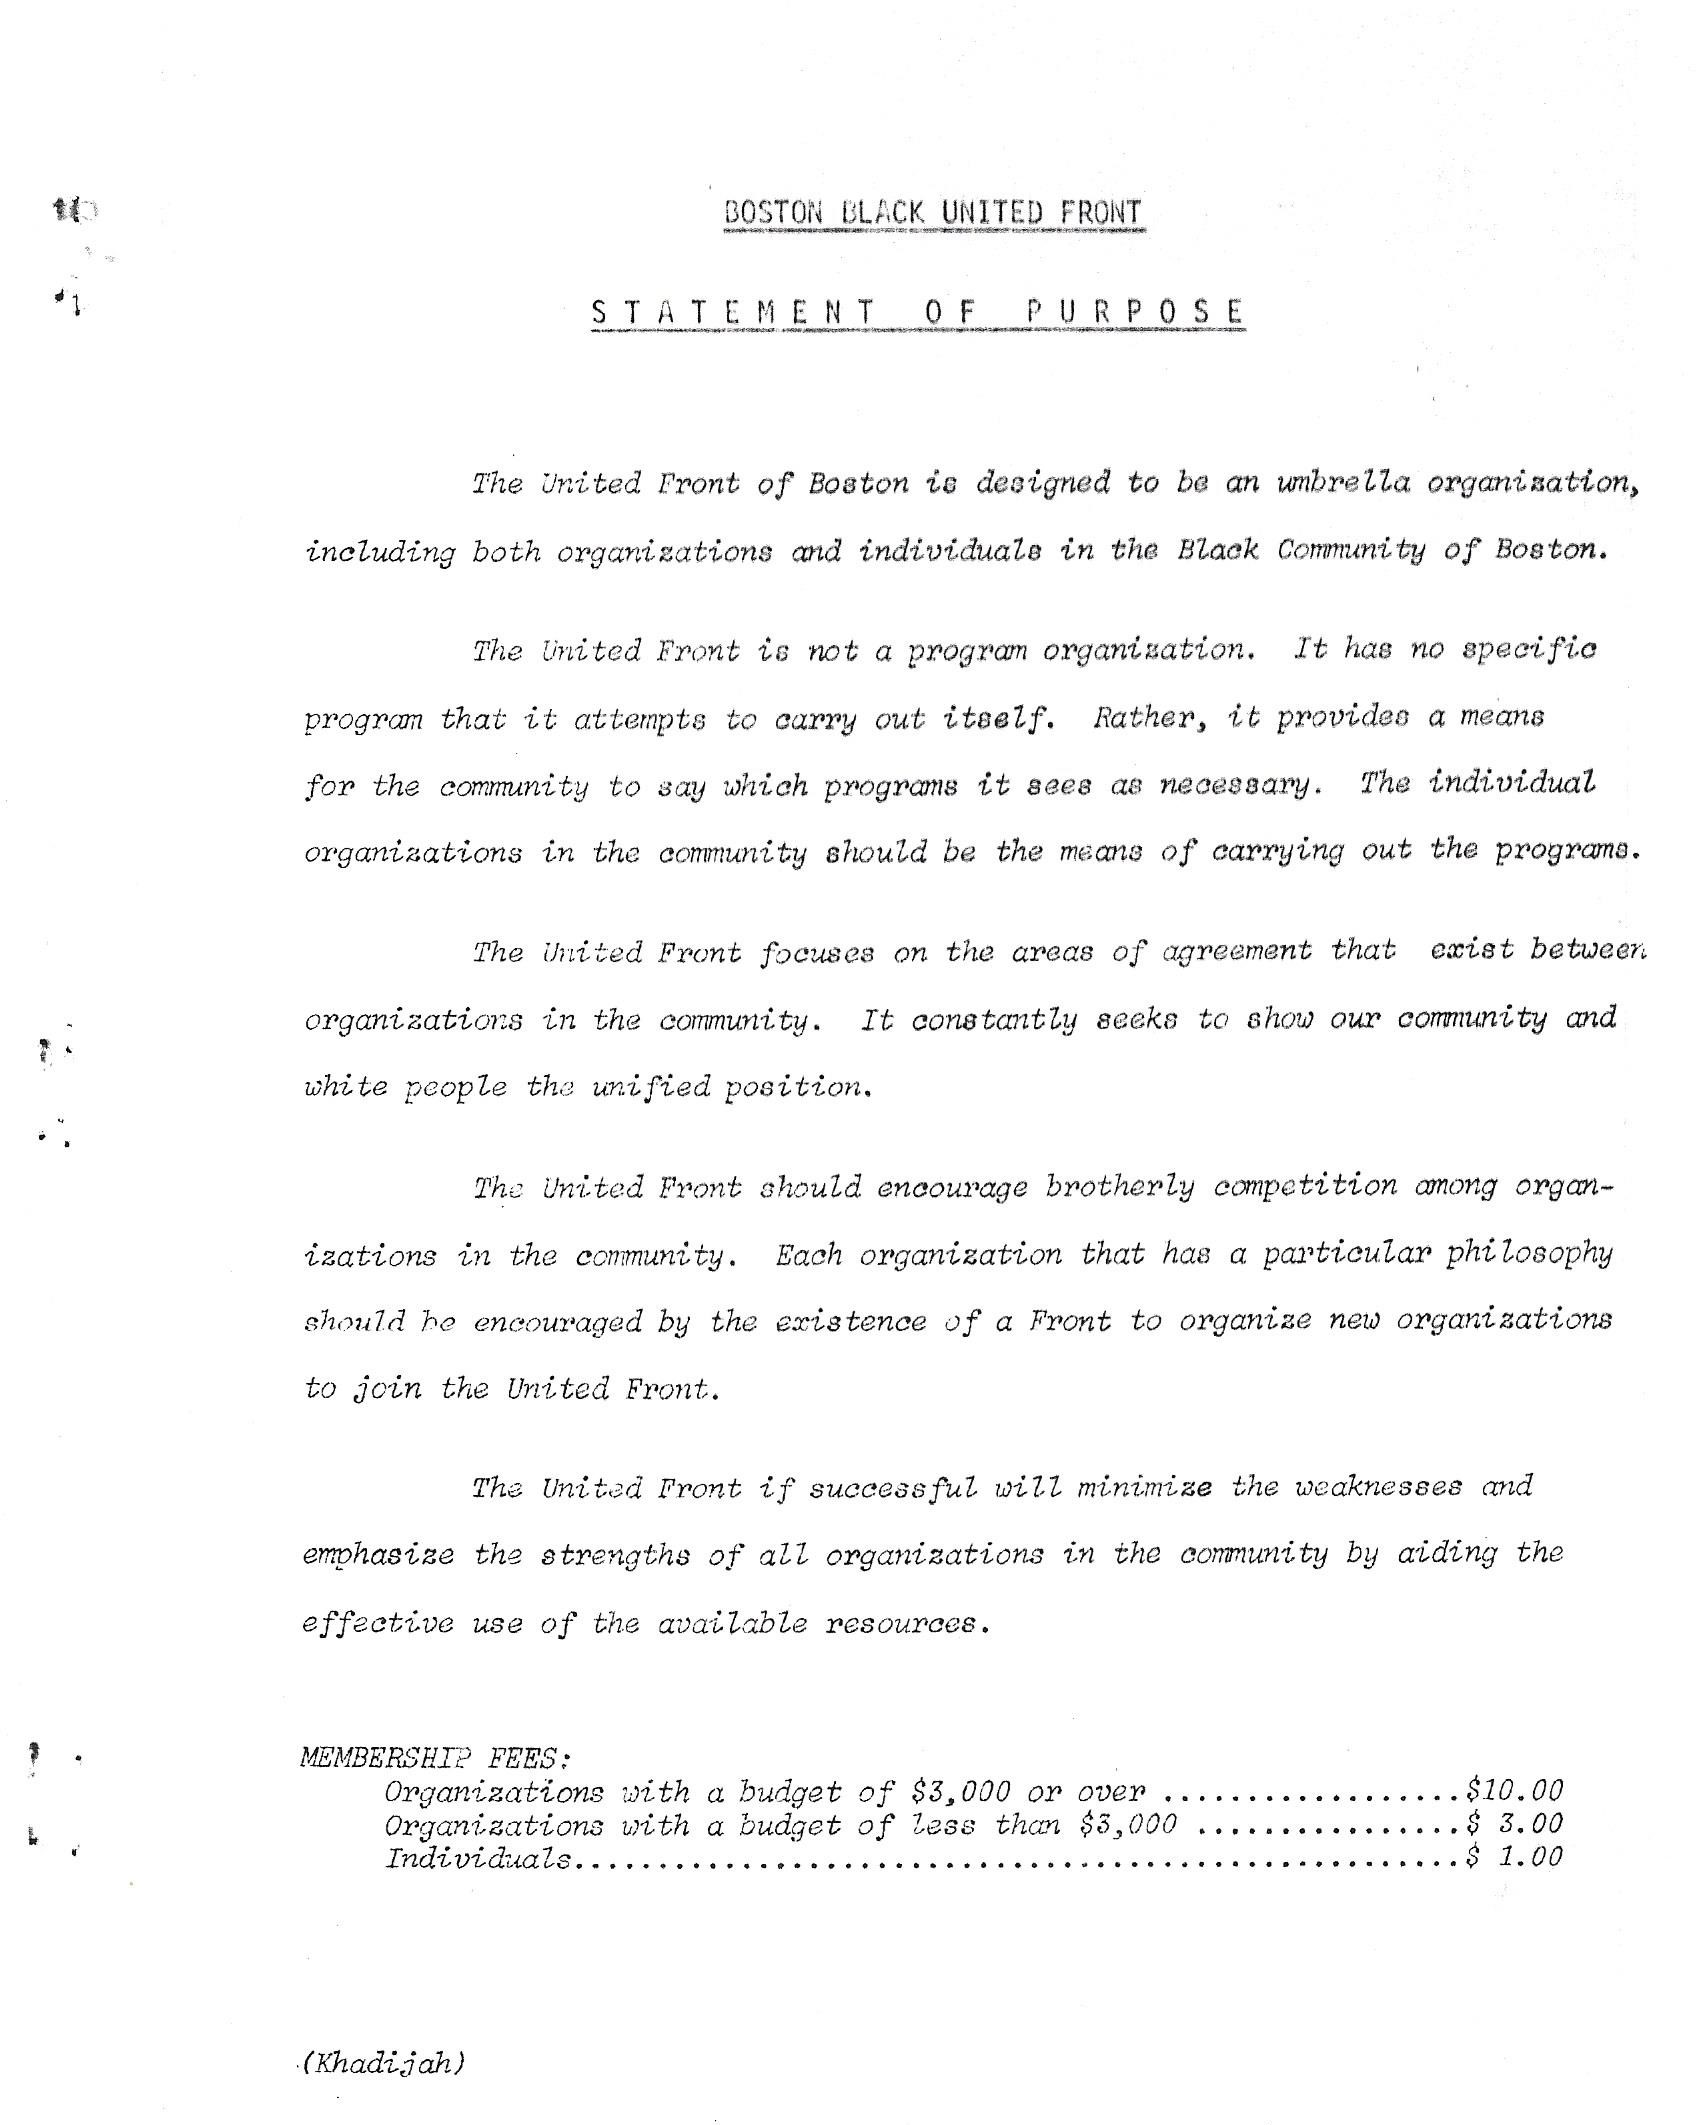 BOSTON BLACK UNITED FRONT
STATEMENT OF PURPOSE
The United Front of Boston is designed to be an umbrella organization,
including both organizations and individuals in the Black Community of Boston.
The United Front is not a program organization. It has no specific
program that it attempts to carry out itself. Rather, it provides a means
for the community to say which programs it sees as necessary. The individual
organizations in the community should be the means of carrying out the programs.
The United Front focuses on the areas of agreement that exist between
organizations in the community. It constantly seeks to show our community and
white people the unified position.
The United Front should encourage brotherly competition among organ-
izations in the community. Each organization that has a particular philosophy
should be encouraged by the existence of a Front to organize new organizations
to join the United Front.
The United Front if successful will minimize the weaknesses and
emphasize the strengths of all organizations in the community by aiding the
effective use of the available resources.
MEMBERSHIP FEES:
Organizations with a budget of $3,000 or over ..................$10.00
Organizations with a budget of less than $3,000 ................$ 3.00
Individuals.....................................................$ 1.00
(Khadijah)